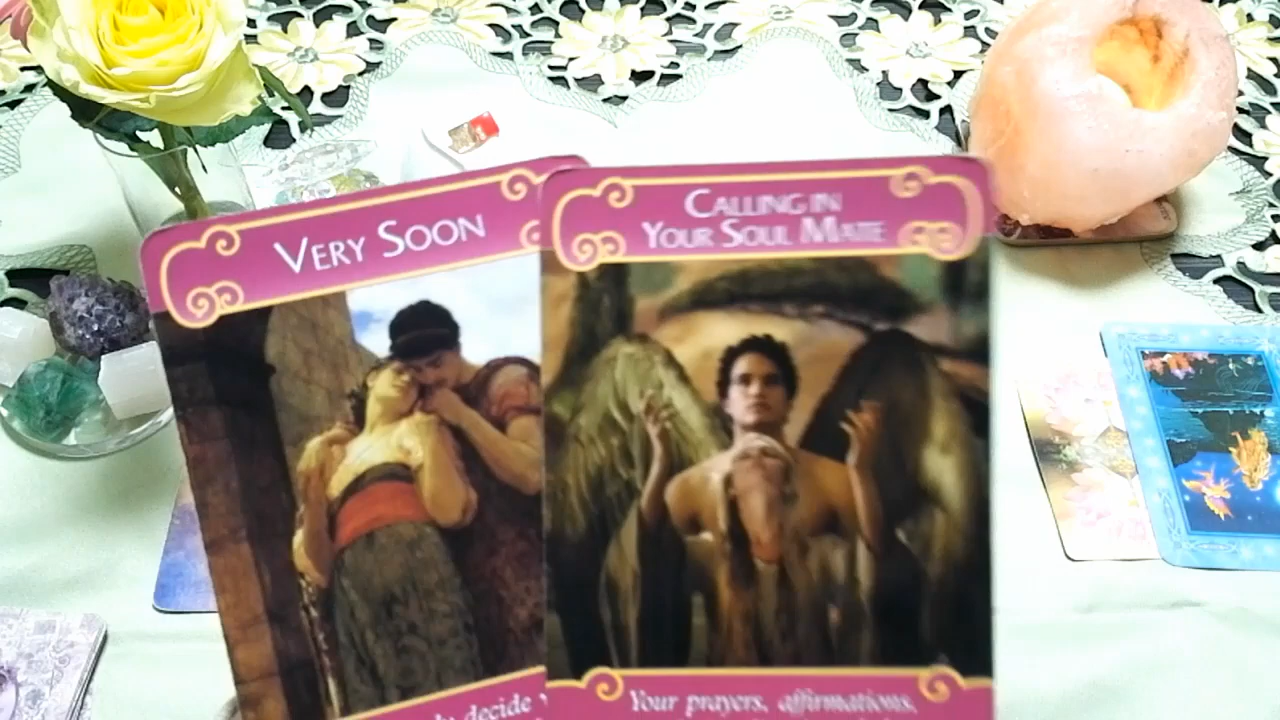 VERY SOON
CALLING IN
YOUR SOUL MATE
decide
Your prayers, affirmations,